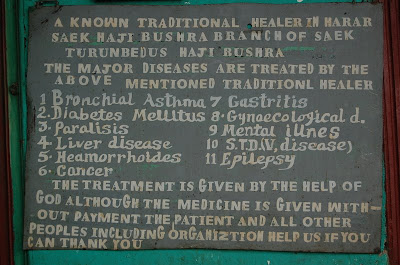 A KNOWN TRADITIONAL HEALER IN HARAR
SAEK HAJI BUSHRA BRANCH OF SAEK
TURUNBEDUS HAJI BUSHRA
THE MAJOR DISEASES ARE TREATED BY THE
ABOVE MENTIONED TRADITIONL HEALER
1 Bronchial Asthma 7 Gastritis
2. Diabetes Mellitus 8. Gynaecological d.
3. Paralisis 9 Mental illnes
4. Liver disease 10 S.T.D(V, disease)
5. Heamorrhoides 11 Epilepsy
6. Cancer
THE TREATMENT IS GIVEN BY THE HELP OF
GOD ALTHOUGH THE MEDICINE IS GIVEN WITH-
OUT PAYMENT THE PATIENT AND ALL OTHER
PEOPLES INCLUDING ORGANIZTION HELP US IF YOU
CAN THANK YOU